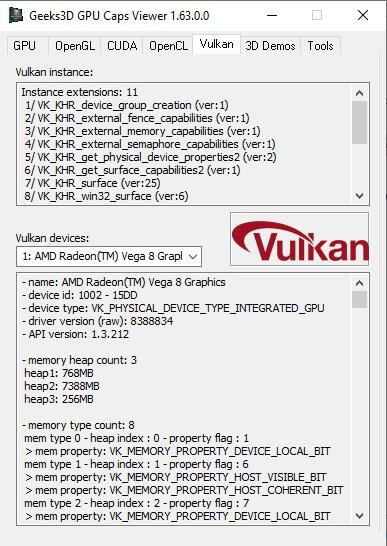 Geeks3D GPU Caps Viewer 1.63.0.0
GPU OpenGL CUDA OpenCL Vulkan 3D Demos Tools
Vulkan instance:
Instance extensions: 11
1/ VK_KHR_device_group_creation (ver:1)
2/ VK_KHR_external_fence_capabilities (ver:1)
3/ VK_KHR_external_memory_capabilities (ver:1)
4/ VK_KHR_external_semaphore_capabilities (ver:1)
5/ VK_KHR_get_physical_device_properties2 (ver:2)
6/ VK_KHR_get_surface_capabilities2 (ver:1)
7/ VK_KHR_surface (ver:25)
8/ VK_KHR_win32_surface (ver:6)
Vulkan
Vulkan devices:
1: AMD Radeon(TM) Vega 8 Grapl
- name: AMD Radeon(TM) Vega 8 Graphics
- device id: 1002 - 15DD
- device type: VK_PHYSICAL_DEVICE_TYPE_INTEGRATED_GPU
- driver version (raw): 8388834
- API version: 1.3.212
- memory heap count: 3
heap1: 768MB
heap2: 7388MB
heap3: 256MB
- memory type count: 8
mem type 0 - heap index : 0 - property flag : 1
> mem property: VK_MEMORY_PROPERTY_DEVICE_LOCAL_BIT
mem type 1 - heap index : 1 - property flag : 6
> mem property: VK_MEMORY_PROPERTY_HOST_VISIBLE_BIT
> mem property: VK_MEMORY_PROPERTY_HOST_COHERENT_BIT
mem type 2 - heap index : 2 - property flag : 7
> mem property: VK_MEMORY_PROPERTY_DEVICE_LOCAL_BIT